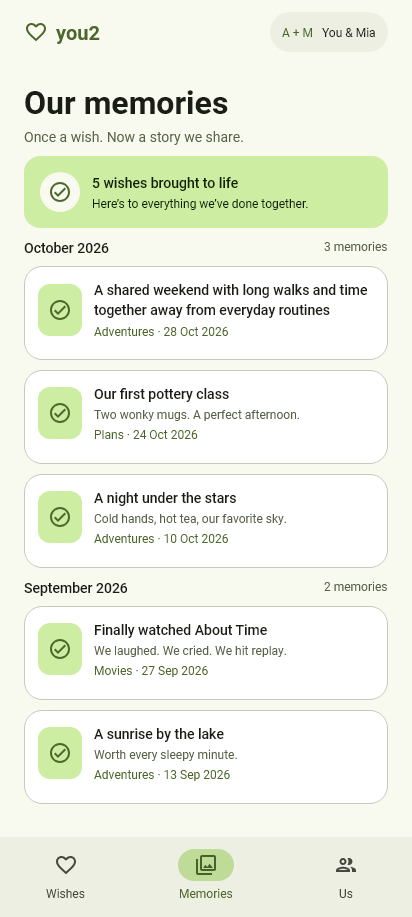 you2
A + M You & Mia
Our memories
Once a wish. Now a story we share.
5 wishes brought to life
Here's to everything we've done together.
October 2026
3 memories
A shared weekend with long walks and time
together away from everyday routines
Adventures · 28 Oct 2026
Our first pottery class
Two wonky mugs. A perfect afternoon.
Plans · 24 Oct 2026
A night under the stars
Cold hands, hot tea, our favorite sky.
Adventures · 10 Oct 2026
September 2026
2 memories
Finally watched About Time
We laughed. We cried. We hit replay.
Movies · 27 Sep 2026
A sunrise by the lake
Worth every sleepy minute.
Adventures · 13 Sep 2026
Wishes
Memories
Us